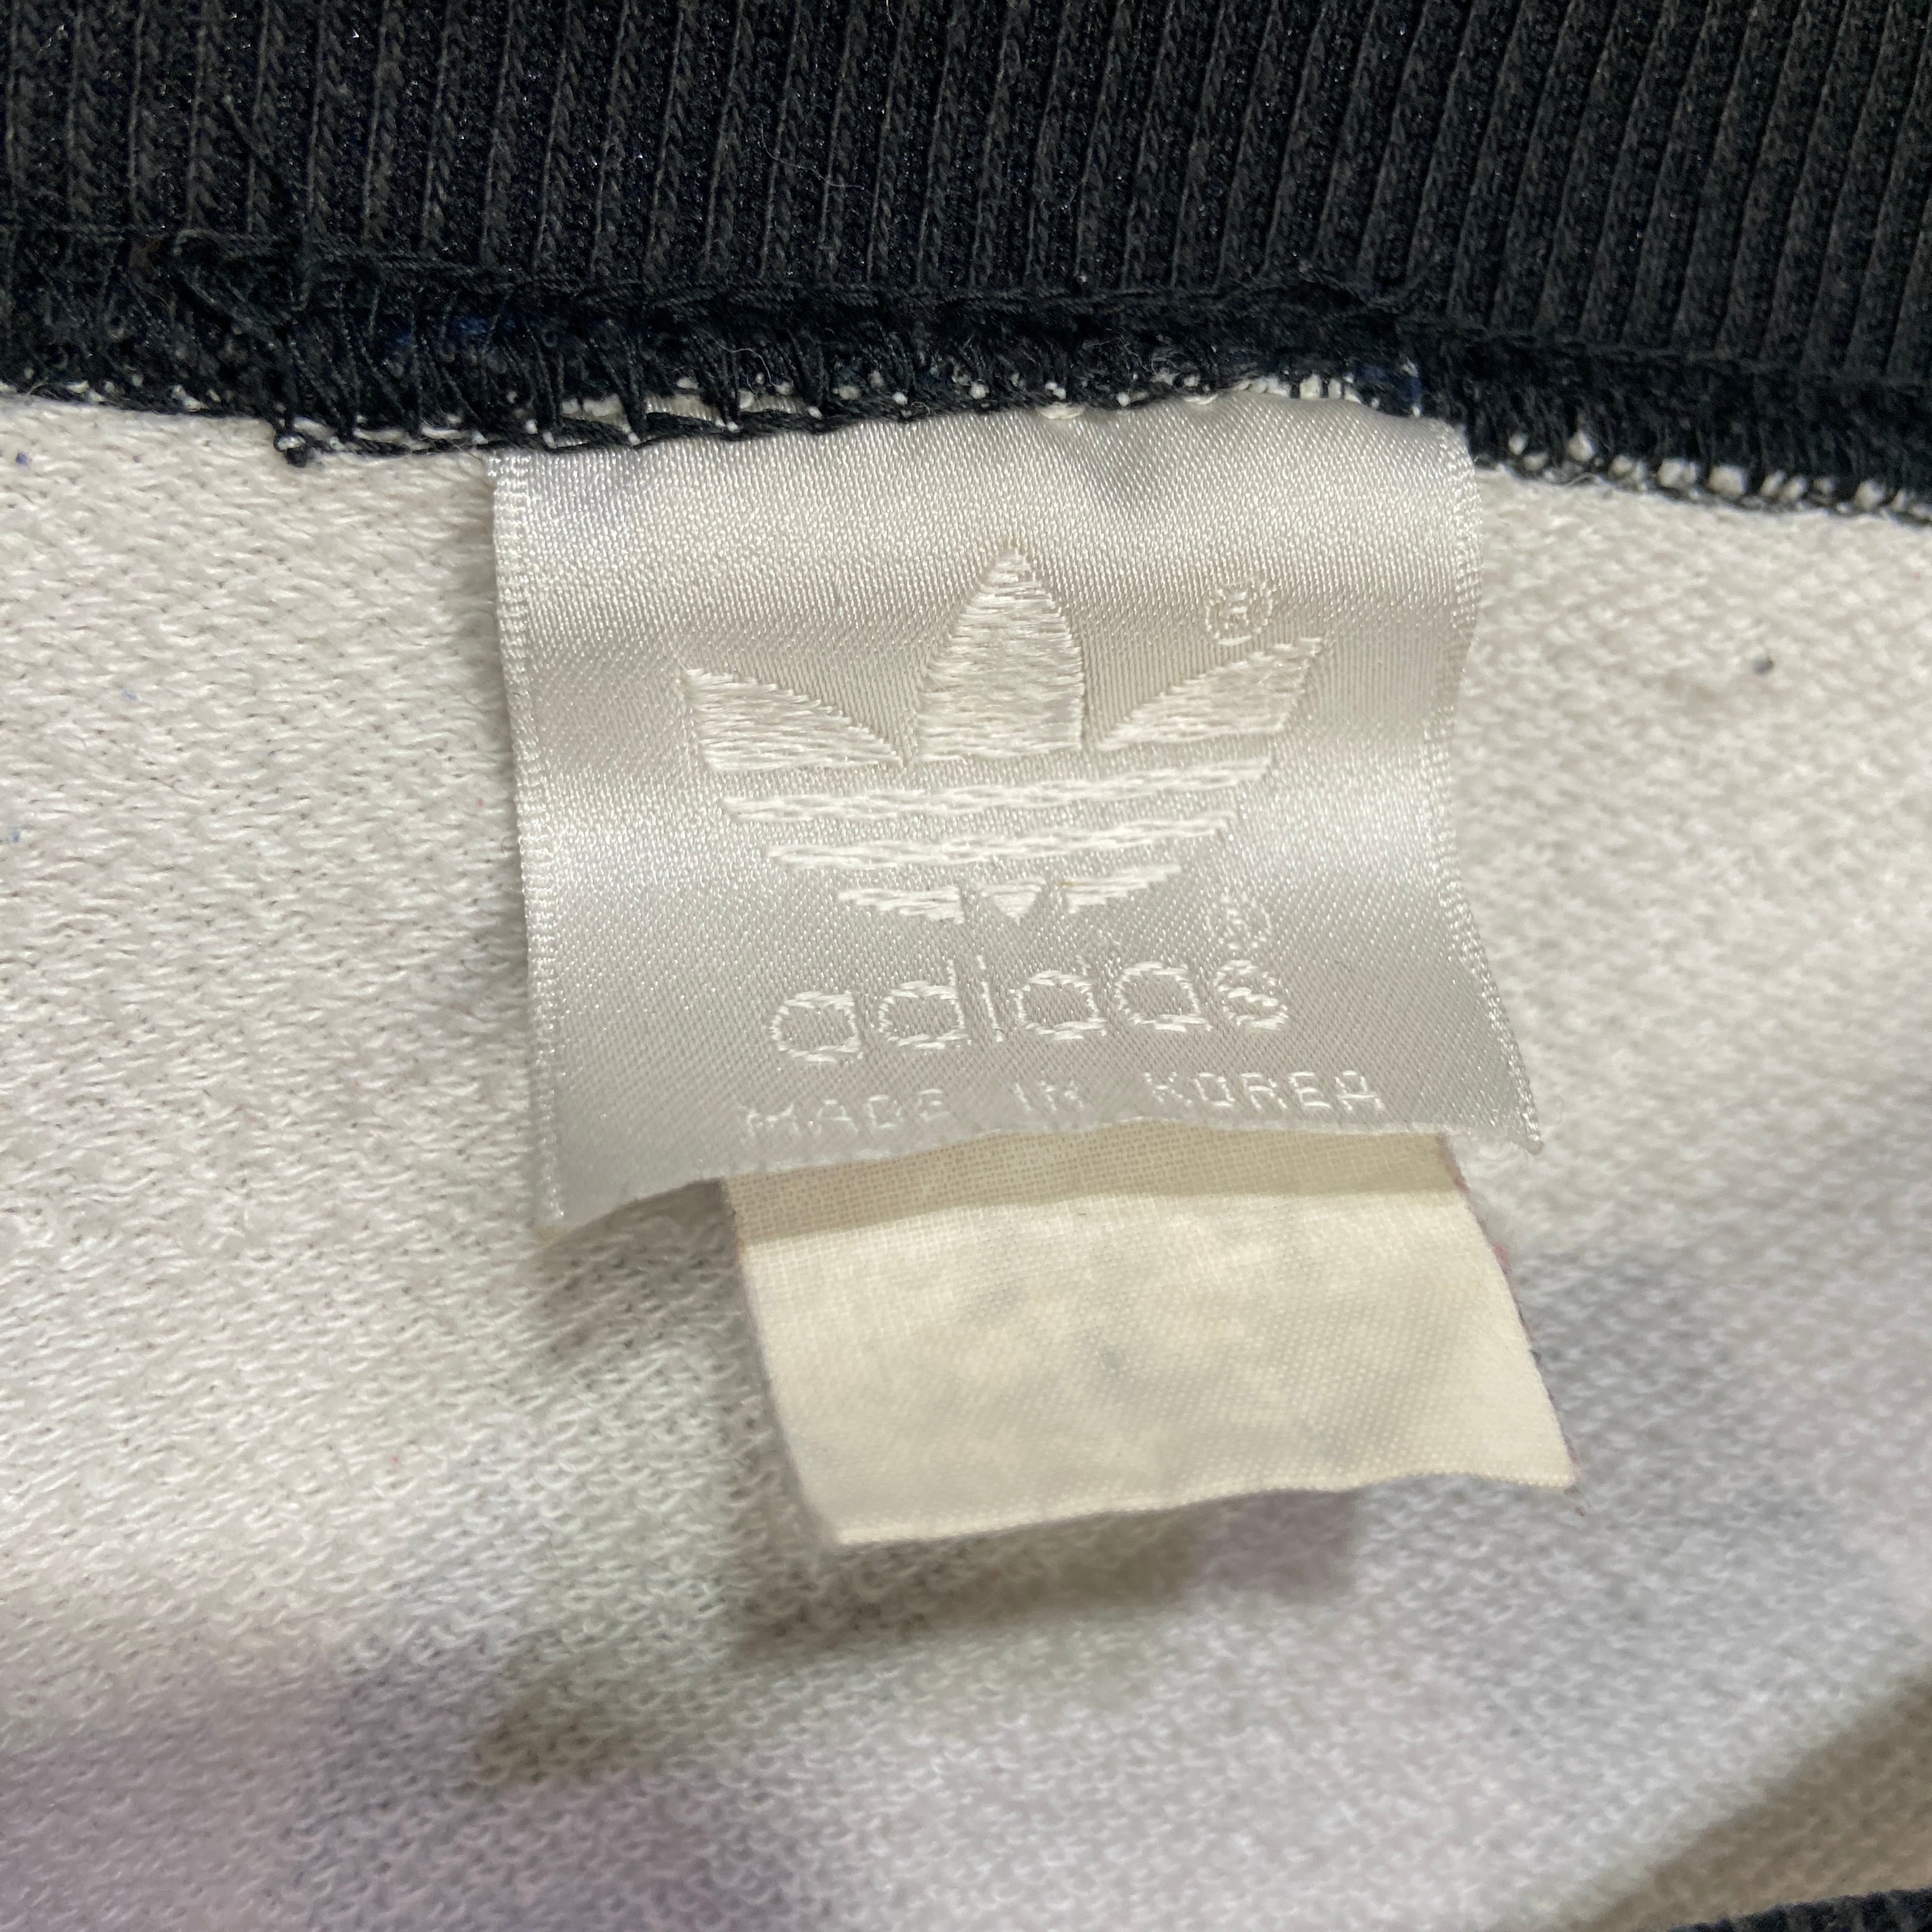 ®
®
adidas
MADE IN KOREA